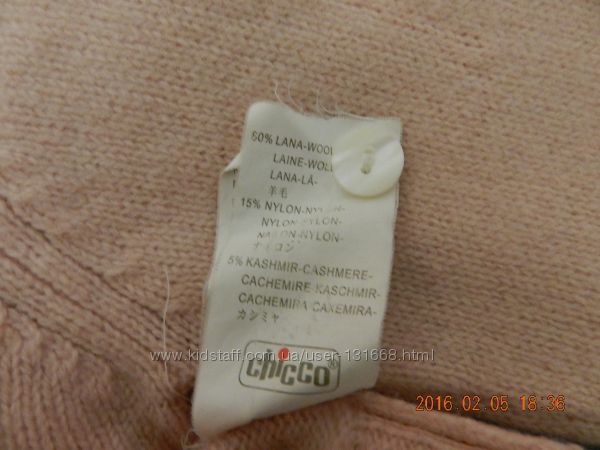 80% LANA-WOOL
LAINE-WOLL
LANA-LÃ-
羊毛
15% NYLON-NYLON-
NYLON-NYLON-
NAILON-NYLON-
ナイロン
5% KASHMIR-CASHMERE-
CACHEMIRE-KASCHMIR-
CACHEMIRA-CAXEMIRA-
カシミヤ
www.kidstaff.com.ua/user-131668.html
chicco®
2016.02.05 18:36